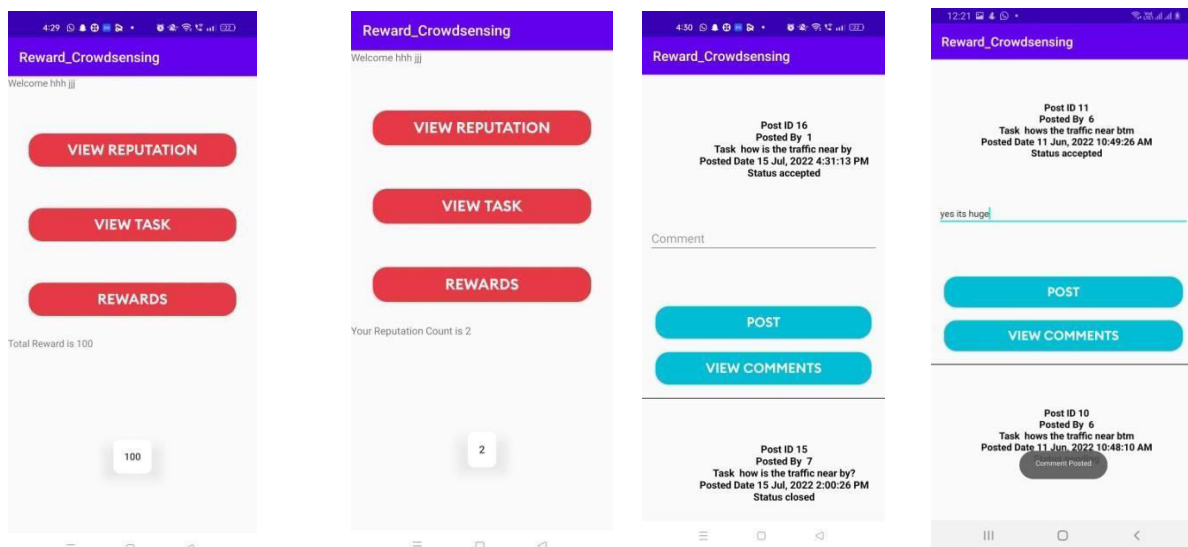 4:29
22
Reward_Crowdsensing
Welcome hhh jjj
VIEW REPUTATION
VIEW TASK
REWARDS
Total Reward is 100
100
Reward_Crowdsensing
Welcome hhh jjj
VIEW REPUTATION
VIEW TASK
REWARDS
Your Reputation Count is 2
2
4:30
22
Reward_Crowdsensing
Post ID 16
Posted By 1
Task how is the traffic near by
Posted Date 15 Jul, 2022 4:31:13 PM
Status accepted
Comment
POST
VIEW COMMENTS
Post ID 15
Posted By 7
Task how is the traffic near by?
Posted Date 15 Jul, 2022 2:00:26 PM
Status closed
12:21
Reward_Crowdsensing
Post ID 11
Posted By 6
Task hows the traffic near btm
Posted Date 11 Jun, 2022 10:49:26 AM
Status accepted
yes its huge
POST
VIEW COMMENTS
Post ID 10
Posted By 6
Task hows the traffic near btm
Posted Date 11 Jun, 2022 10:48:10 AM
Comment Posted